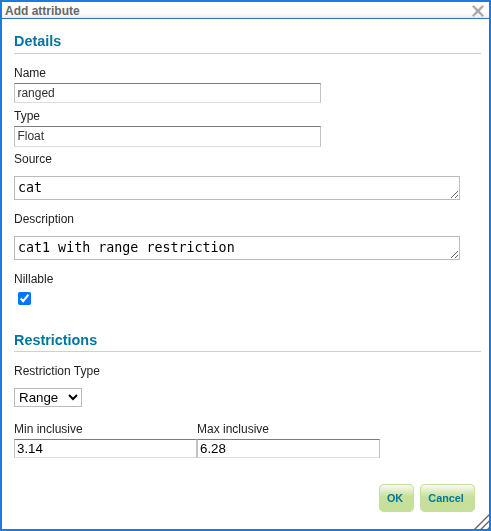 Add attribute
Details
Name
ranged
Type
Float
Source
cat
Description
cat1 with range restriction
Nillable
Restrictions
Restriction Type
Range
Min inclusive Max inclusive
3.14 6.28
OK Cancel